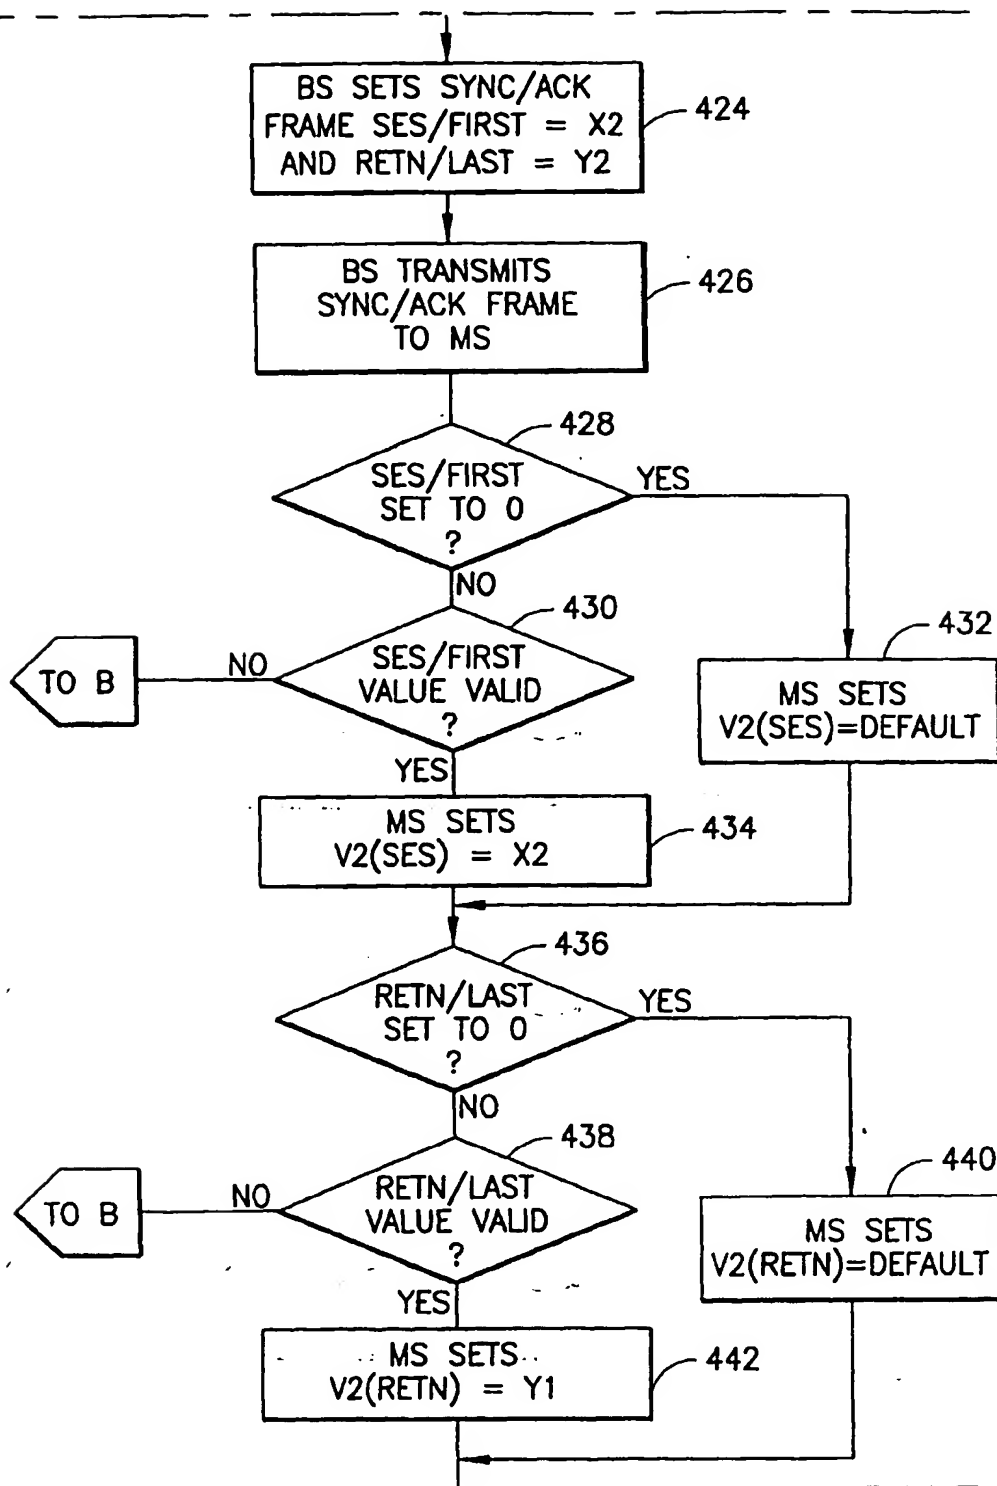 BS SETS SYNC/ACK
FRAME SES/FIRST = X2
AND RETN/LAST = Y2
424
BS TRANSMITS
SYNC/ACK FRAME
TO MS
426
428
SES/FIRST
SET TO 0
?
YES
NO
430
SES/FIRST
VALUE VALID
?
NO
TO B
YES
432
MS SETS
V2(SES)=DEFAULT
MS SETS
V2(SES) = X2
434
436
RETN/LAST
SET TO 0
?
YES
NO
438
RETN/LAST
VALUE VALID
?
NO
TO B
YES
440
MS SETS
V2(RETN)=DEFAULT
MS SETS
V2(RETN) = Y1
442